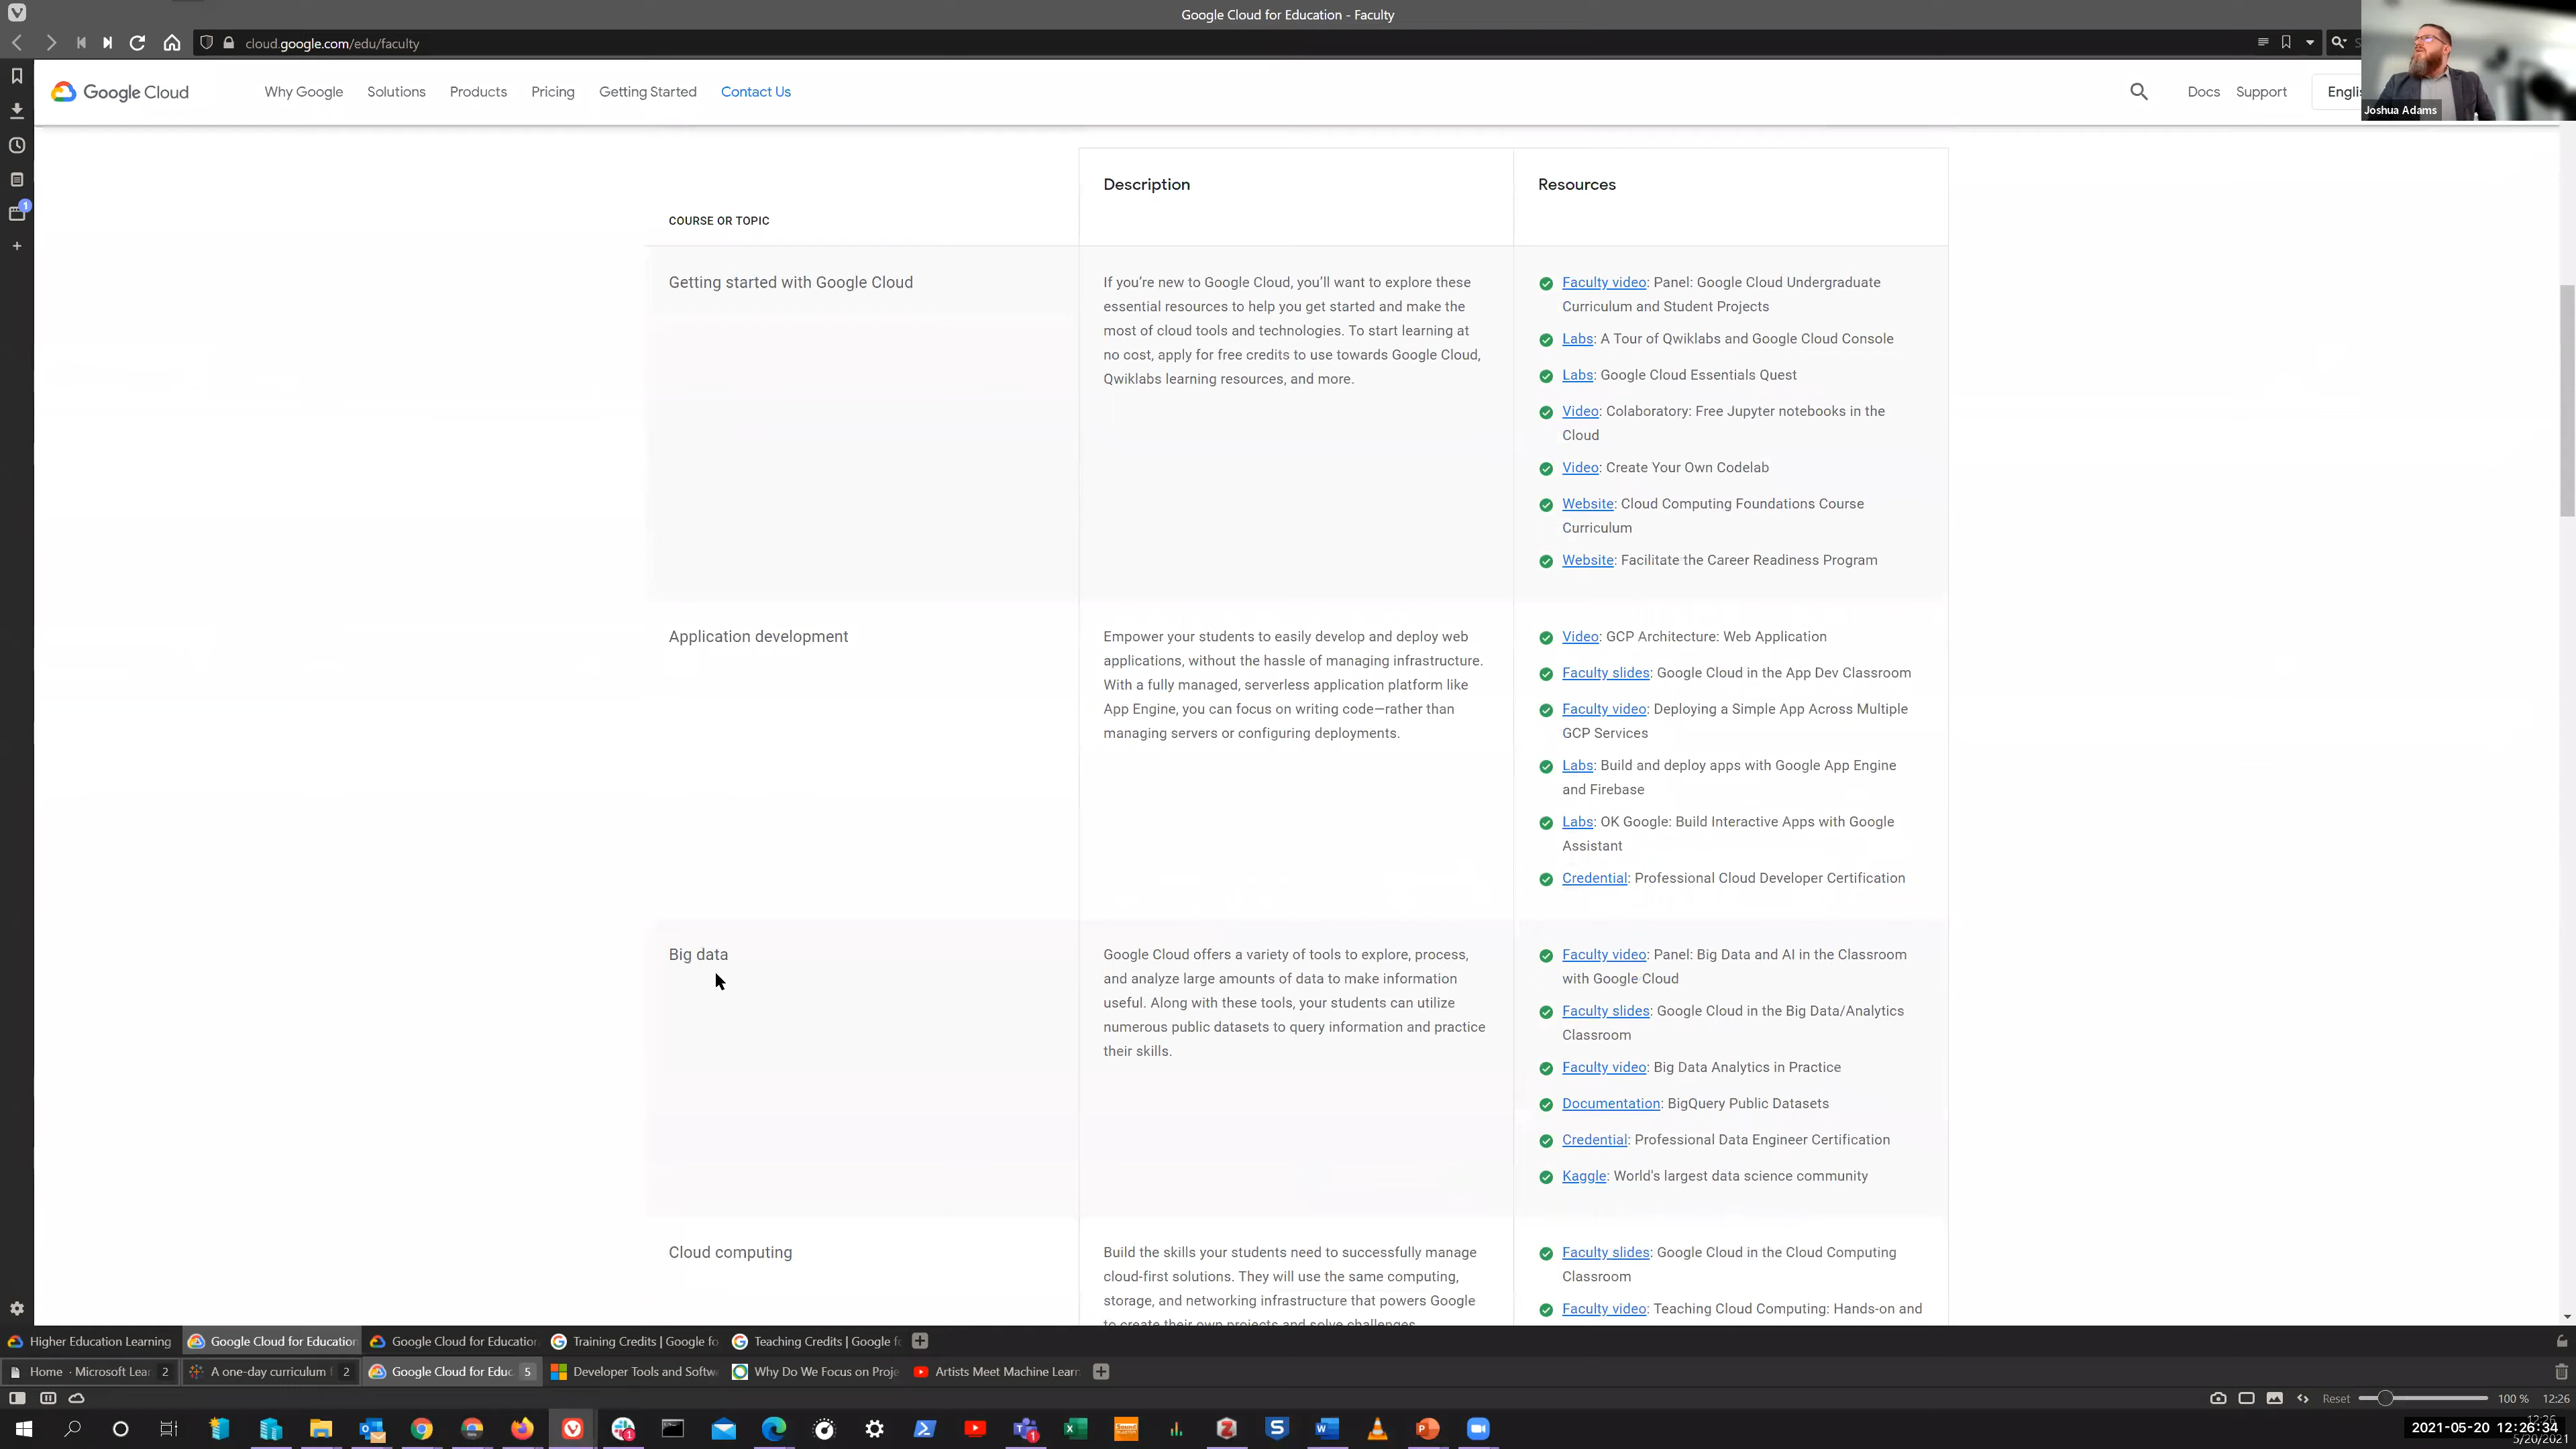 Google Cloud for Education - Faculty
cloud.google.com/edu/faculty
Google Cloud
Why Google
Solutions
Products
Pricing
Getting Started
Contact Us
Docs
Support
Joshua Adams
1
Description
Resources
COURSE OR TOPIC
Getting started with Google Cloud
If you're new to Google Cloud, you'll want to explore these
essential resources to help you get started and make the
most of cloud tools and technologies. To start learning at
no cost, apply for free credits to use towards Google Cloud,
Qwiklabs learning resources, and more.
Faculty video: Panel: Google Cloud Undergraduate
Curriculum and Student Projects
Labs: A Tour of Qwiklabs and Google Cloud Console
Labs: Google Cloud Essentials Quest
Video: Colaboratory: Free Jupyter notebooks in the
Cloud
Video: Create Your Own Codelab
Website: Cloud Computing Foundations Course
Curriculum
Website: Facilitate the Career Readiness Program
Application development
Empower your students to easily develop and deploy web
applications, without the hassle of managing infrastructure.
With a fully managed, serverless application platform like
App Engine, you can focus on writing code—rather than
managing servers or configuring deployments.
Video: GCP Architecture: Web Application
Faculty slides: Google Cloud in the App Dev Classroom
Faculty video: Deploying a Simple App Across Multiple
GCP Services
Labs: Build and deploy apps with Google App Engine
and Firebase
Labs: OK Google: Build Interactive Apps with Google
Assistant
Credential: Professional Cloud Developer Certification
Big data
Google Cloud offers a variety of tools to explore, process,
and analyze large amounts of data to make information
useful. Along with these tools, your students can utilize
numerous public datasets to query information and practice
their skills.
Faculty video: Panel: Big Data and AI in the Classroom
with Google Cloud
Faculty slides: Google Cloud in the Big Data/Analytics
Classroom
Faculty video: Big Data Analytics in Practice
Documentation: BigQuery Public Datasets
Credential: Professional Data Engineer Certification
Kaggle: World's largest data science community
Cloud computing
Build the skills your students need to successfully manage
cloud-first solutions. They will use the same computing,
storage, and networking infrastructure that powers Google
to create their own projects and solve challenges.
Faculty slides: Google Cloud in the Cloud Computing
Classroom
Faculty video: Teaching Cloud Computing: Hands-on and
Higher Education Learning
Google Cloud for Education
Google Cloud for Education
Training Credits | Google fo
Teaching Credits | Google fo
Home · Microsoft Lea 2
A one-day curriculum f 2
Google Cloud for Educ 5
Developer Tools and Softw
Why Do We Focus on Proje
Artists Meet Machine Learn
Reset
100 %
12:26
2021-05-20 12:26:34
5/20/2021